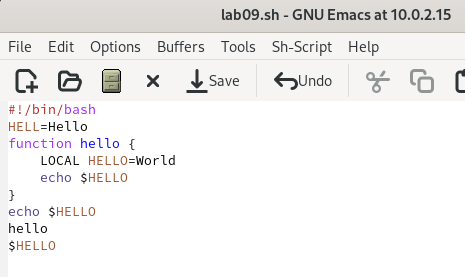 lab09.sh - GNU Emacs at 10.0.2.15
File Edit Options Buffers Tools Sh-Script Help
Save Undo
#!/bin/bash
HELL=Hello
function hello {
    LOCAL HELLO=World
    echo $HELLO
}
echo $HELLO
hello
$HELLO